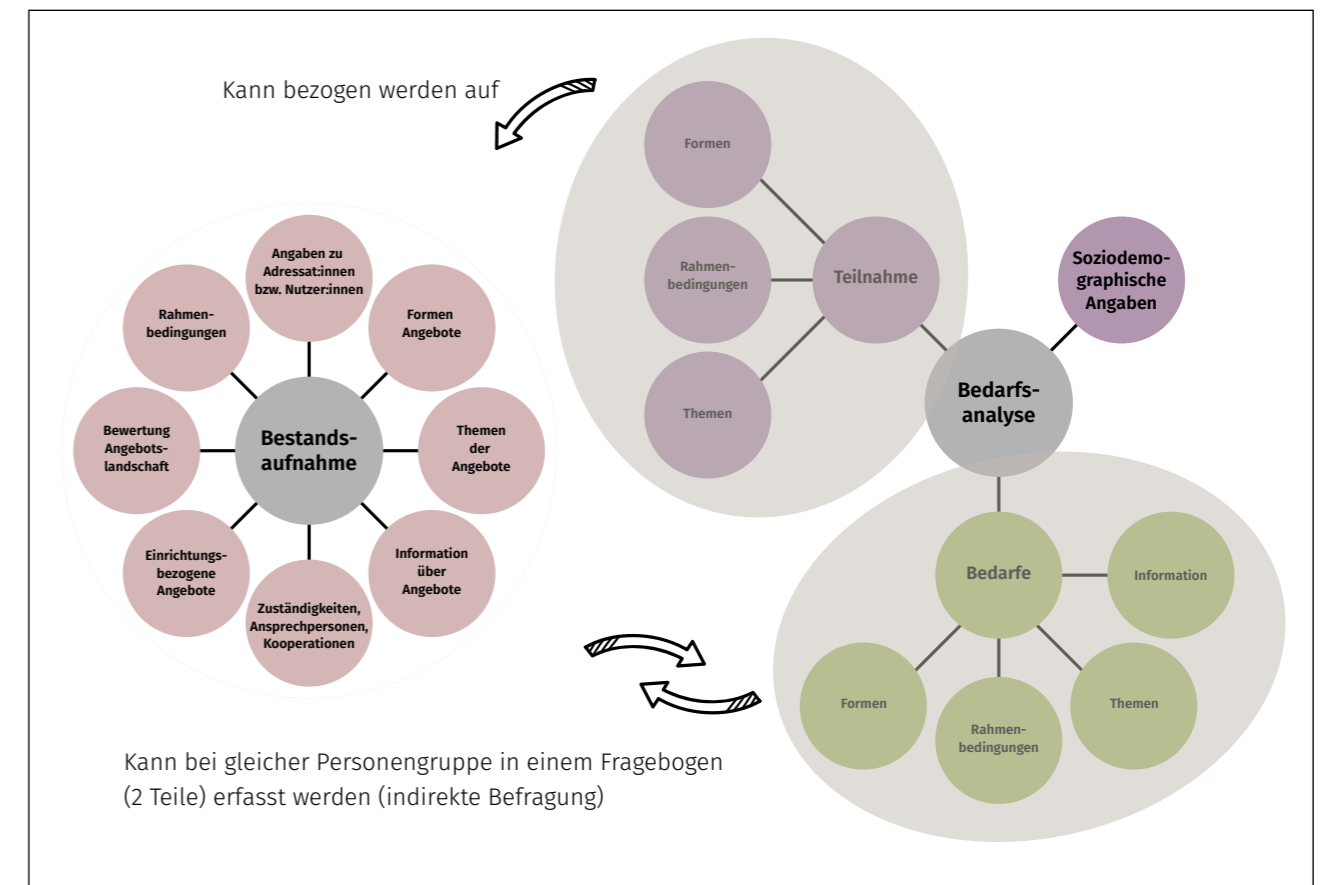 Kann bezogen werden auf
Formen
Rahmen-
bedingungen
Themen
Teilnahme
Soziodemo-
graphische
Angaben
Bedarfs-
analyse
Angaben zu
Adressat:innen
bzw. Nutzer:innen
Formen
Angebote
Themen
der
Angebote
Information
über
Angebote
Zuständigkeiten,
Ansprechpersonen,
Kooperationen
Einrichtungs-
bezogene
Angebote
Bewertung
Angebots-
landschaft
Rahmen-
bedingungen
Bestands-
aufnahme
Bedarfe
Information
Themen
Rahmen-
bedingungen
Formen
Kann bei gleicher Personengruppe in einem Fragebogen
(2 Teile) erfasst werden (indirekte Befragung)